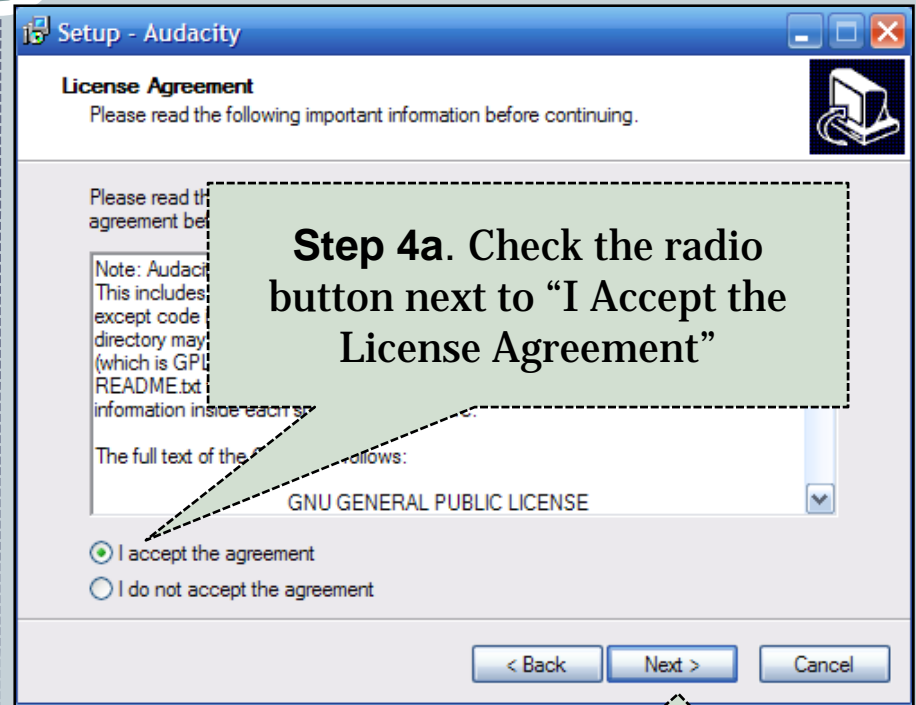 Setup - Audacity
License Agreement
Please read the following important information before continuing.
Please read
agreement
Step 4a. Check the radio
button next to “I Accept the
License Agreement”
Note:
This includes
except code
directory may
(which is GPL
README.txt
information inside each
The full text of the follows:
GNU GENERAL PUBLIC LICENSE
I accept the agreement
I do not accept the agreement
< Back Next > Cancel